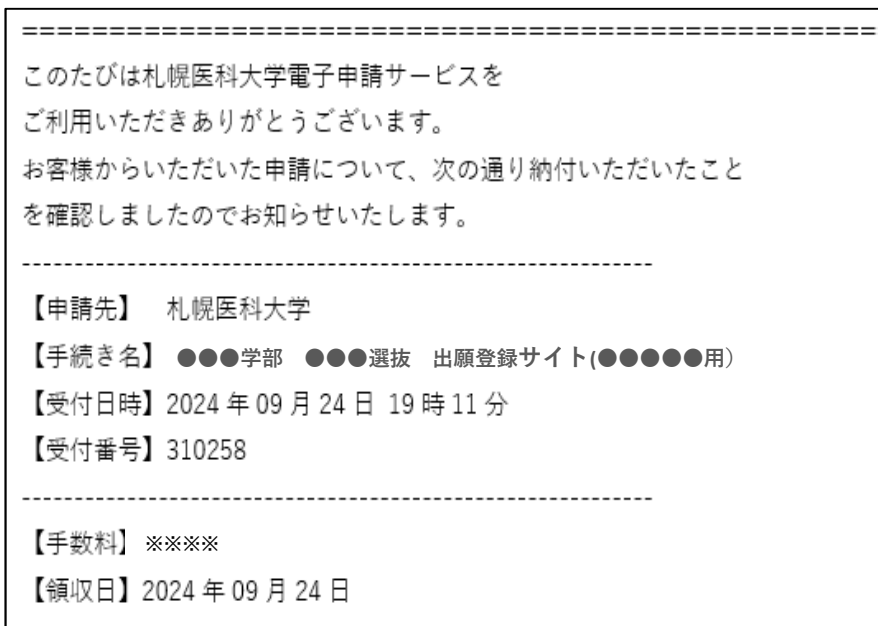 ================================================
このたびは札幌医科大学電子申請サービスを
ご利用いただきありがとうございます。
お客様からいただいた申請について、次の通り納付いただいたこと
を確認しましたのでお知らせいたします。
------------------------------------------------------------
【申請先】　札幌医科大学
【手続き名】 ●●●学部　●●●選抜　出願登録サイト(●●●●●用）
【受付日時】2024 年 09 月 24 日 19 時 11 分
【受付番号】310258
------------------------------------------------------------
【手数料】 ※※※※
【領収日】2024 年 09 月 24 日